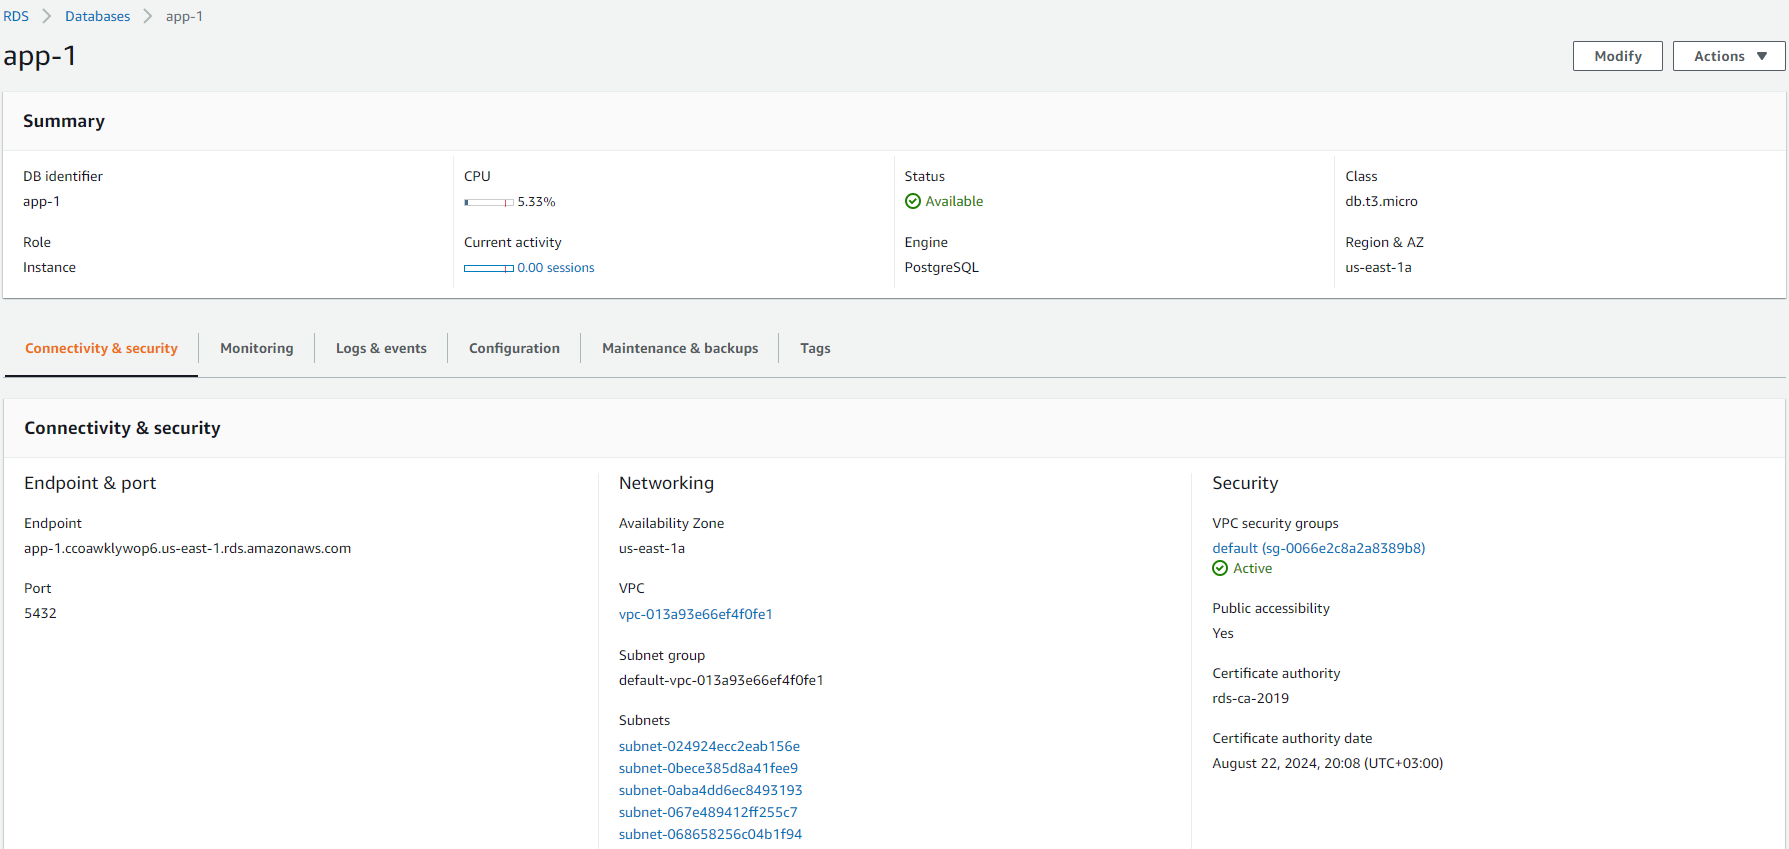 RDS > Databases > app-1
app-1
Modify
Actions
Summary
DB identifier
app-1
Role
Instance
CPU
5.33%
Current activity
0.00 sessions
Status
Available
Engine
PostgreSQL
Class
db.t3.micro
Region & AZ
us-east-1a
Connectivity & security
Monitoring
Logs & events
Configuration
Maintenance & backups
Tags
Connectivity & security
Endpoint & port
Endpoint
app-1.ccoawklywop6.us-east-1.rds.amazonaws.com
Port
5432
Networking
Availability Zone
us-east-1a
VPC
vpc-013a93e66ef4f0fe1
Subnet group
default-vpc-013a93e66ef4f0fe1
Subnets
subnet-024924ecc2eab156e
subnet-0bece385d8a41fee9
subnet-0aba4dd6ec8493193
subnet-067e489412ff255c7
subnet-068658256c04b1f94
Security
VPC security groups
default (sg-0066e2c8a2a8389b8)
Active
Public accessibility
Yes
Certificate authority
rds-ca-2019
Certificate authority date
August 22, 2024, 20:08 (UTC+03:00)